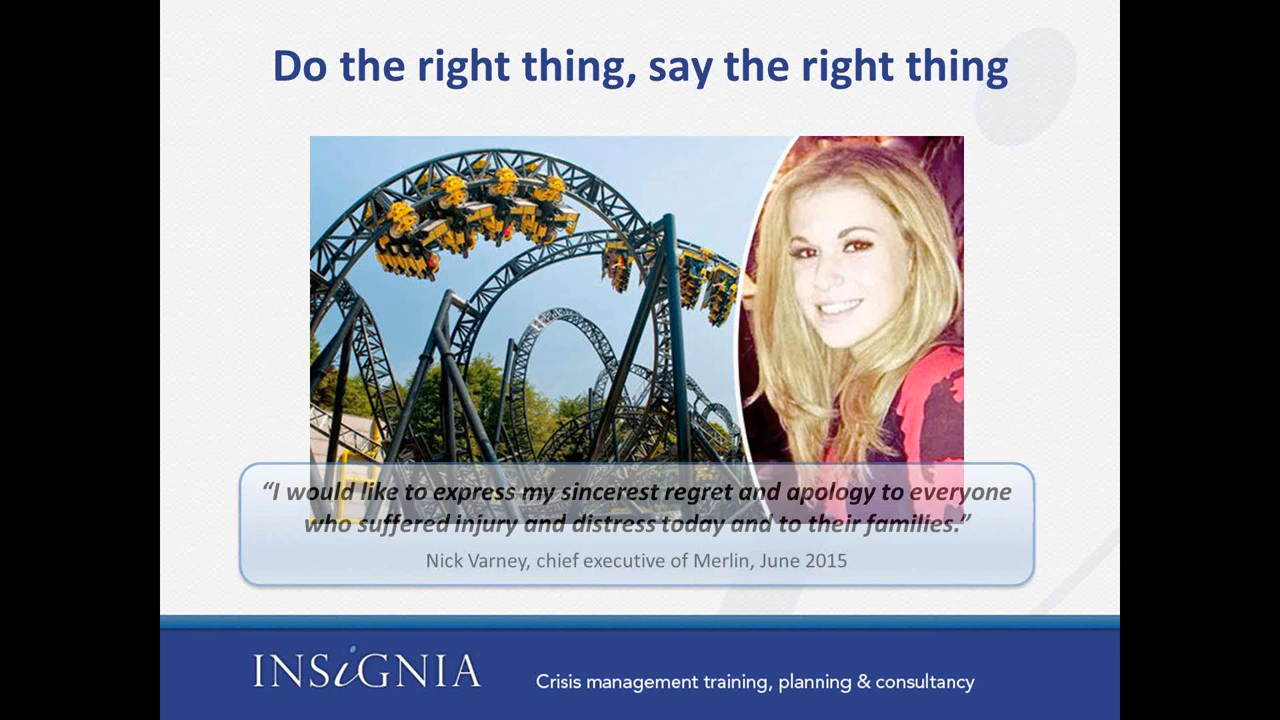 Do the right thing, say the right thing
“I would like to express my sincerest regret and apology to everyone
who suffered injury and distress today and to their families.”
Nick Varney, chief executive of Merlin, June 2015
INSiGNIA
Crisis management training, planning & consultancy